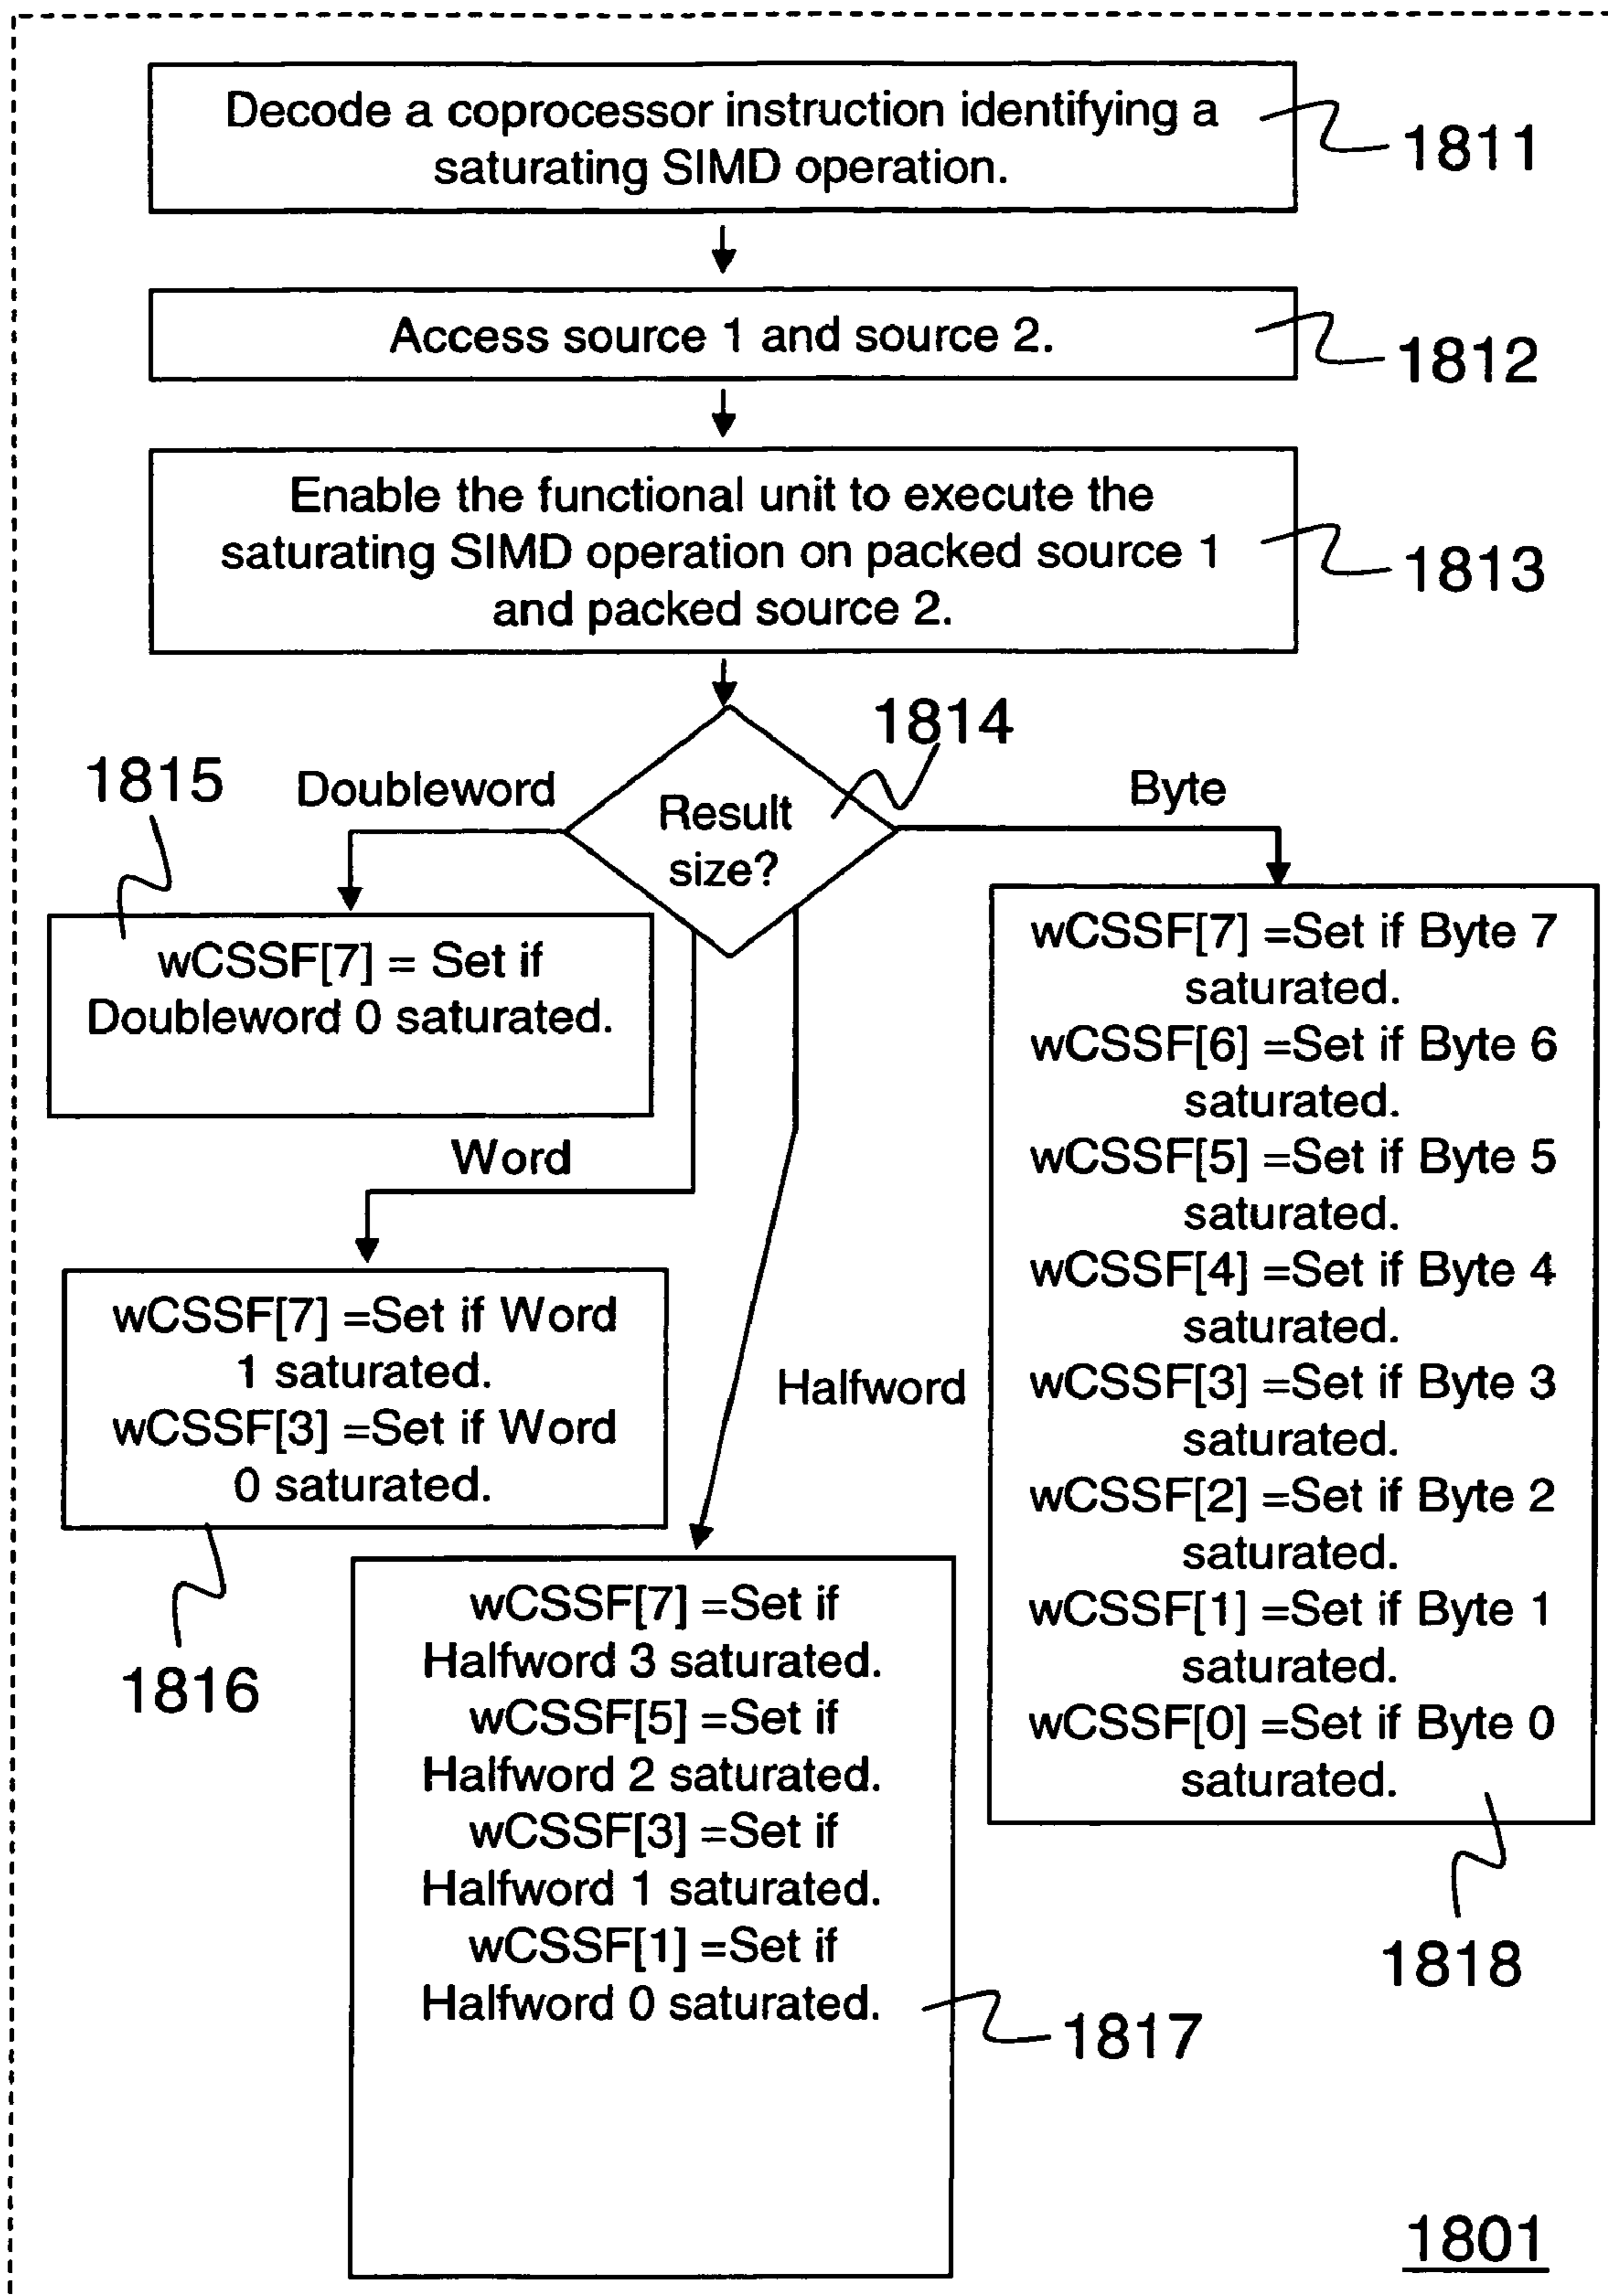 Decode a coprocessor instruction identifying a
saturating SIMD operation.
1811
Access source 1 and source 2.
1812
Enable the functional unit to execute the
saturating SIMD operation on packed source 1
and packed source 2.
1813
1814
Result
size?
1815
Doubleword
Byte
wCSSF[7] = Set if
Doubleword 0 saturated.
Word
wCSSF[7] =Set if Word
1 saturated.
wCSSF[3] =Set if Word
0 saturated.
1816
Halfword
wCSSF[7] =Set if
Halfword 3 saturated.
wCSSF[5] =Set if
Halfword 2 saturated.
wCSSF[3] =Set if
Halfword 1 saturated.
wCSSF[1] =Set if
Halfword 0 saturated.
1817
wCSSF[7] =Set if Byte 7
saturated.
wCSSF[6] =Set if Byte 6
saturated.
wCSSF[5] =Set if Byte 5
saturated.
wCSSF[4] =Set if Byte 4
saturated.
wCSSF[3] =Set if Byte 3
saturated.
wCSSF[2] =Set if Byte 2
saturated.
wCSSF[1] =Set if Byte 1
saturated.
wCSSF[0] =Set if Byte 0
saturated.
1818
1801